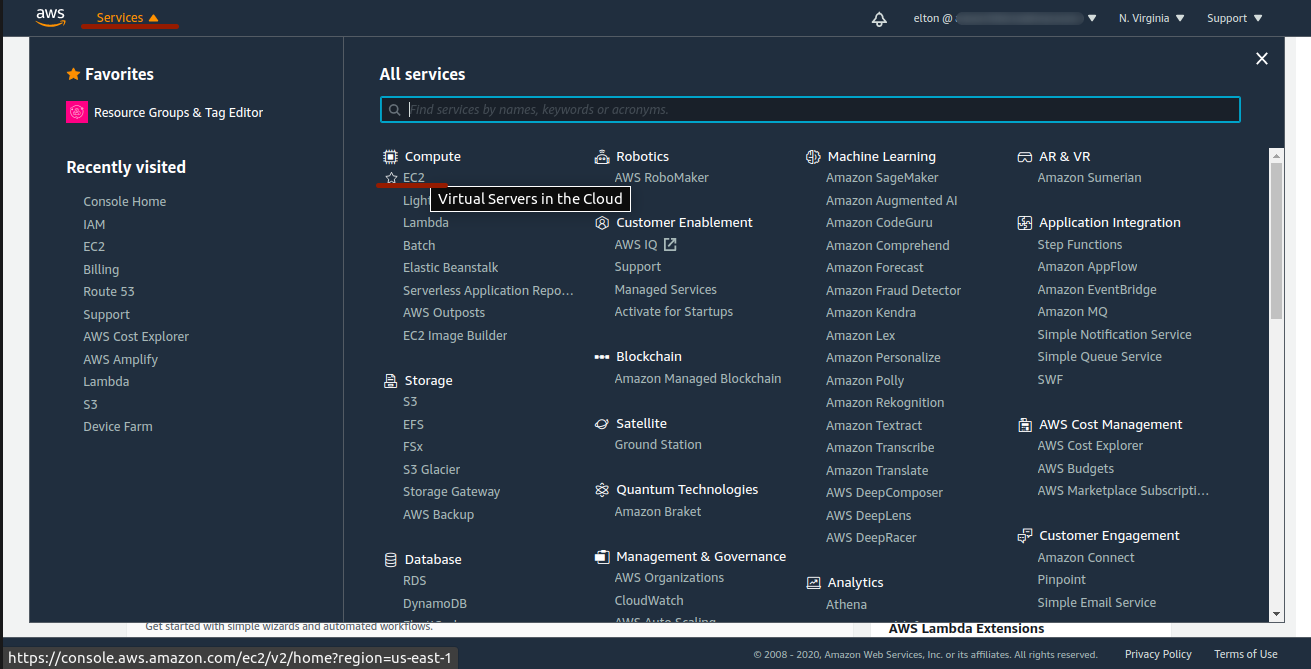 aws
Services
elton @
N. Virginia
Support
Favorites
Resource Groups & Tag Editor
Recently visited
Console Home
IAM
EC2
Billing
Route 53
Support
AWS Cost Explorer
AWS Amplify
Lambda
S3
Device Farm
All services
Find services by names, keywords or acronyms.
Compute
EC2
Virtual Servers in the Cloud
Lambda
Batch
Elastic Beanstalk
Serverless Application Repo...
AWS Outposts
EC2 Image Builder
Storage
S3
EFS
FSx
S3 Glacier
Storage Gateway
AWS Backup
Database
RDS
DynamoDB
Robotics
AWS RoboMaker
Customer Enablement
AWS IQ
Support
Managed Services
Activate for Startups
Blockchain
Amazon Managed Blockchain
Satellite
Ground Station
Quantum Technologies
Amazon Braket
Management & Governance
AWS Organizations
CloudWatch
AWS Auto Scaling
Machine Learning
Amazon SageMaker
Amazon Augmented AI
Amazon CodeGuru
Amazon Comprehend
Amazon Forecast
Amazon Fraud Detector
Amazon Kendra
Amazon Lex
Amazon Personalize
Amazon Polly
Amazon Rekognition
Amazon Textract
Amazon Transcribe
Amazon Translate
AWS DeepComposer
AWS DeepLens
AWS DeepRacer
Analytics
Athena
AR & VR
Amazon Sumerian
Application Integration
Step Functions
Amazon AppFlow
Amazon EventBridge
Amazon MQ
Simple Notification Service
Simple Queue Service
SWF
AWS Cost Management
AWS Cost Explorer
AWS Budgets
AWS Marketplace Subscripti...
Customer Engagement
Amazon Connect
Pinpoint
Simple Email Service
Get started with simple wizards and automated workflows.
AWS Lambda Extensions
https://console.aws.amazon.com/ec2/v2/home?region=us-east-1
© 2008 - 2020, Amazon Web Services, Inc. or its affiliates. All rights reserved.
Privacy Policy
Terms of Use